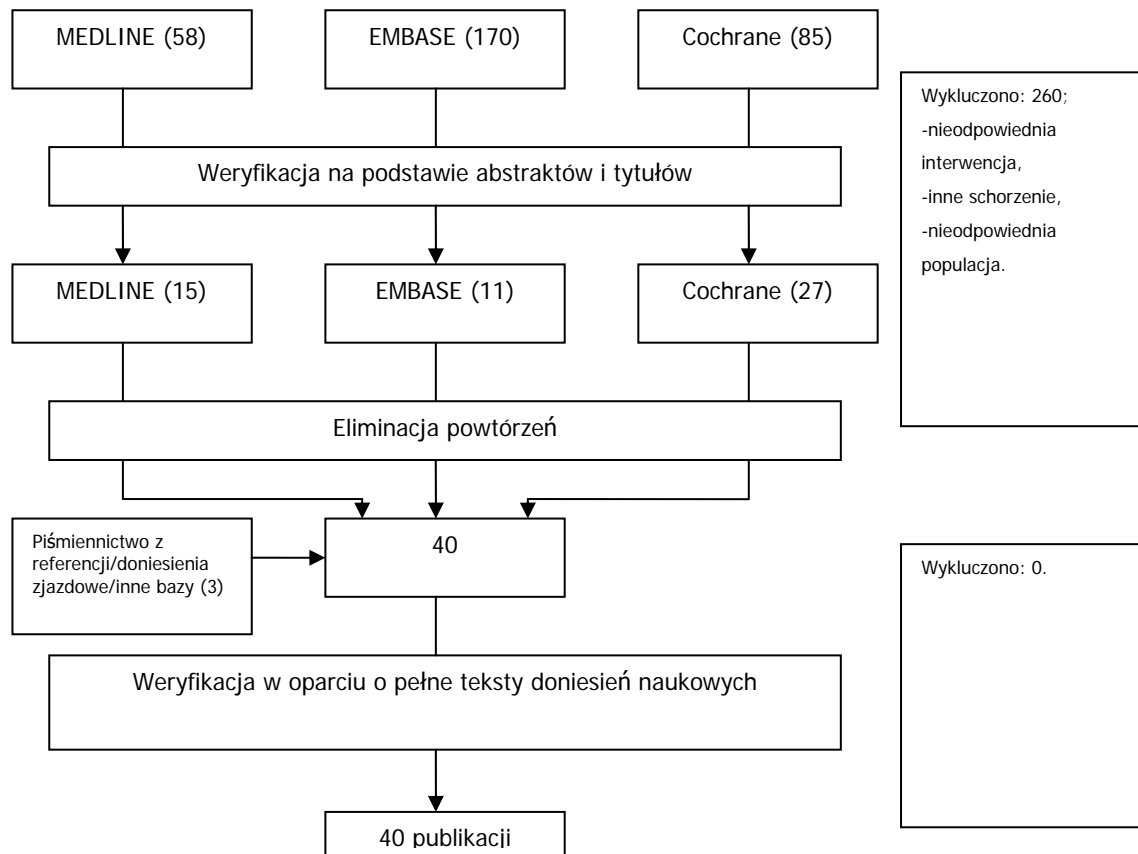 MEDLINE (58)
EMBASE (170)
Cochrane (85)
Wykluczono: 260;
-nieodpowiednia
interwencja,
-inne schorzenie,
-nieodpowiednia
populacja.
Weryfikacja na podstawie abstraktów i tytułów
MEDLINE (15)
EMBASE (11)
Cochrane (27)
Eliminacja powtórzeń
Piśmiennictwo z
referencji/doniesienia
zjazdowe/inne bazy (3)
40
Wykluczono: 0.
Weryfikacja w oparciu o pełne teksty doniesień naukowych
40 publikacji